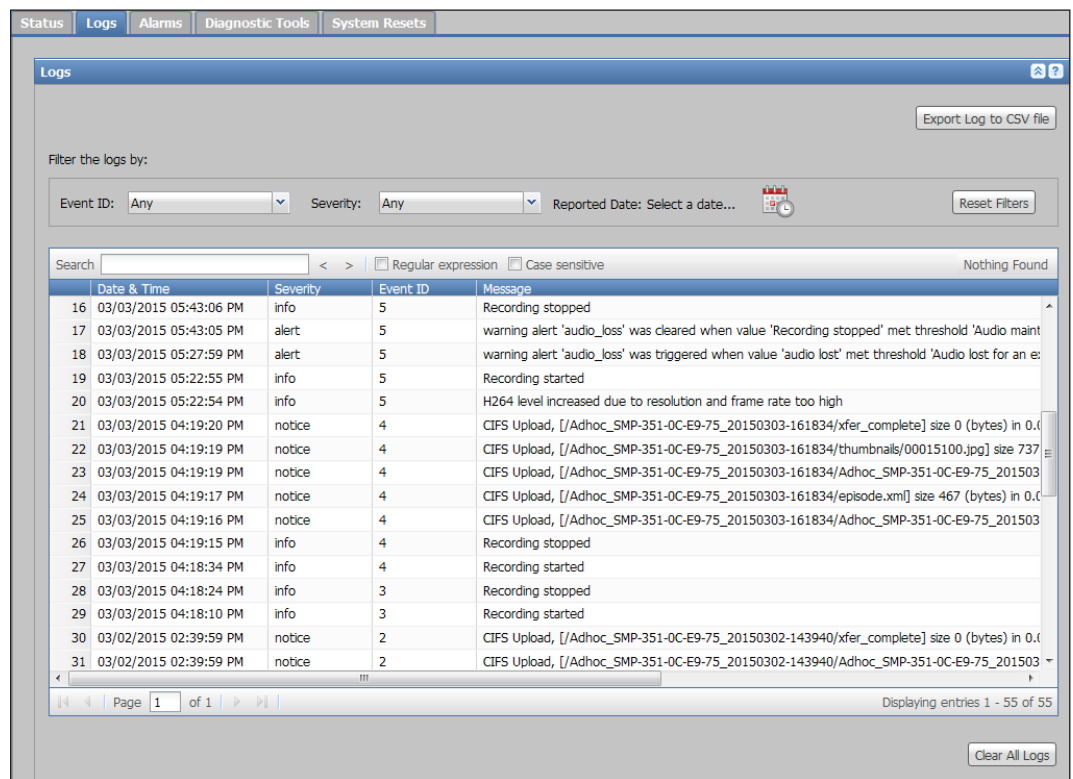 Status Logs Alarms Diagnostic Tools System Resets
Logs
Export Log to CSV file
Filter the logs by:
Event ID: Any Severity: Any Reported Date: Select a date... Reset Filters
Search < > Regular expression Case sensitive Nothing Found
Date & Time Severity Event ID Message
16 03/03/2015 05:43:06 PM info 5 Recording stopped
17 03/03/2015 05:43:05 PM alert 5 warning alert 'audio_loss' was cleared when value 'Recording stopped' met threshold 'Audio maint
18 03/03/2015 05:27:59 PM alert 5 warning alert 'audio_loss' was triggered when value 'audio lost' met threshold 'Audio lost for an
19 03/03/2015 05:22:55 PM info 5 Recording started
20 03/03/2015 05:22:54 PM info 5 H264 level increased due to resolution and frame rate too high
21 03/03/2015 04:19:20 PM notice 4 CIFS Upload, [/Adhoc_SMP-351-0C-E9-75_20150303-161834/xfer_complete] size 0 (bytes) in
22 03/03/2015 04:19:19 PM notice 4 CIFS Upload, [/Adhoc_SMP-351-0C-E9-75_20150303-161834/thumbnails/00015100.jpg] size 737
23 03/03/2015 04:19:19 PM notice 4 CIFS Upload, [/Adhoc_SMP-351-0C-E9-75_20150303-161834/Adhoc_SMP-351-0C-E9-75_201503
24 03/03/2015 04:19:17 PM notice 4 CIFS Upload, [/Adhoc_SMP-351-0C-E9-75_20150303-161834/episode.xml] size 467 (bytes) in
25 03/03/2015 04:19:16 PM notice 4 CIFS Upload, [/Adhoc_SMP-351-0C-E9-75_20150303-161834/Adhoc_SMP-351-0C-E9-75_201503
26 03/03/2015 04:19:15 PM info 4 Recording stopped
27 03/03/2015 04:18:34 PM info 4 Recording started
28 03/03/2015 04:18:24 PM info 3 Recording stopped
29 03/03/2015 04:18:10 PM info 3 Recording started
30 03/02/2015 02:39:59 PM notice 2 CIFS Upload, [/Adhoc_SMP-351-0C-E9-75_20150302-143940/xfer_complete] size 0 (bytes) in
31 03/02/2015 02:39:59 PM notice 2 CIFS Upload, [/Adhoc_SMP-351-0C-E9-75_20150302-143940/Adhoc_SMP-351-0C-E9-75_201503
Page 1 of 1 Displaying entries 1 - 55 of 55
Clear All Logs